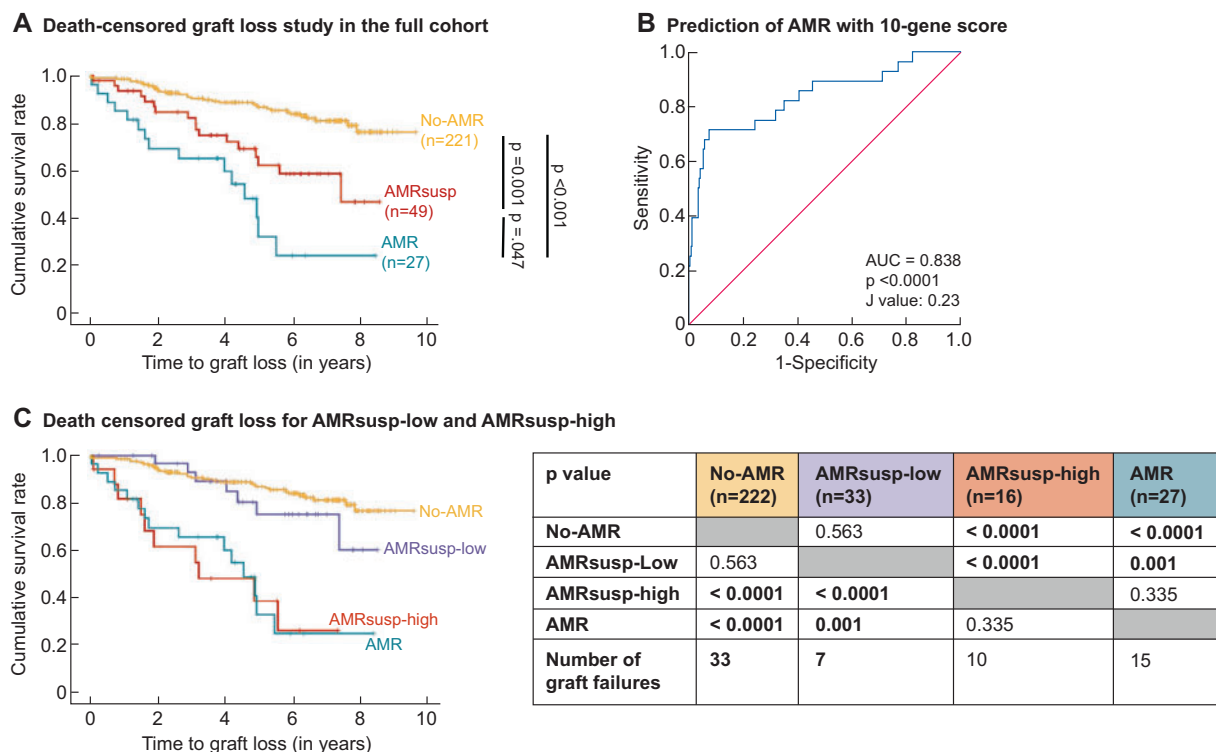 A Death-censored graft loss study in the full cohort
Cumulative survival rate
1.0
0.8
0.6
0.4
0.2
0
No-AMR
(n=221)
AMRsusp
(n=49)
AMR
(n=27)
p =0.001
p =.047
p <0.001
0 2 4 6 8 10
Time to graft loss (in years)
B Prediction of AMR with 10-gene score
Sensitivity
1.0
0.8
0.6
0.4
0.2
0
AUC = 0.838
p <0.0001
J value: 0.23
0 0.2 0.4 0.6 0.8 1.0
1-Specificity
C Death censored graft loss for AMRsusp-low and AMRsusp-high
Cumulative survival rate
1.0
0.8
0.6
0.4
0.2
0
No-AMR
AMRsusp-low
AMRsusp-high
AMR
0 2 4 6 8 10
Time to graft loss (in years)
p value No-AMR AMRsusp-low AMRsusp-high AMR
(n=222) (n=33) (n=16) (n=27)
No-AMR 0.563 < 0.0001 < 0.0001
AMRsusp-Low 0.563 < 0.0001 0.001
AMRsusp-high < 0.0001 < 0.0001 0.335
AMR < 0.0001 0.001 0.335
Number of 33 7 10 15
graft failures